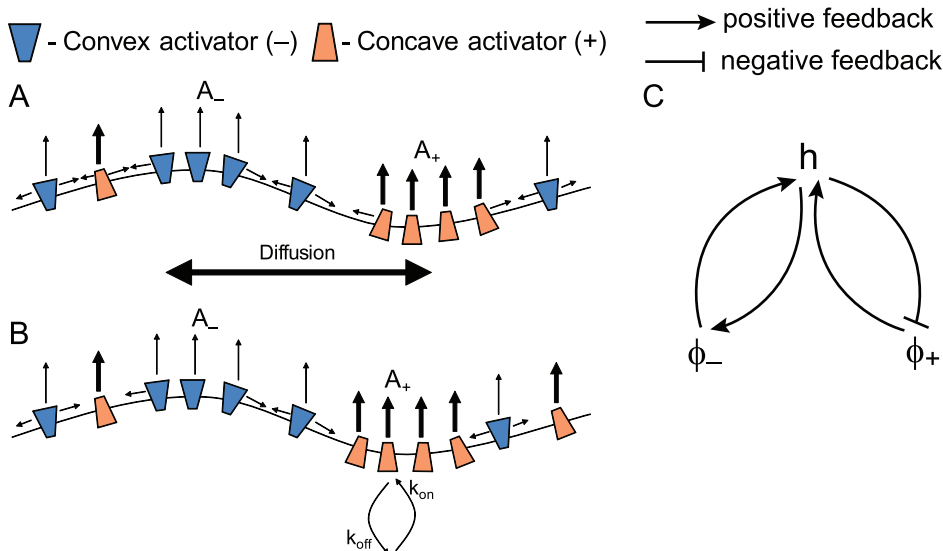 - Convex activator (–)
- Concave activator (+)
positive feedback
negative feedback
A
A–
A+
Diffusion
B
A–
A+
kon
koff
C
h
ϕ–
ϕ+